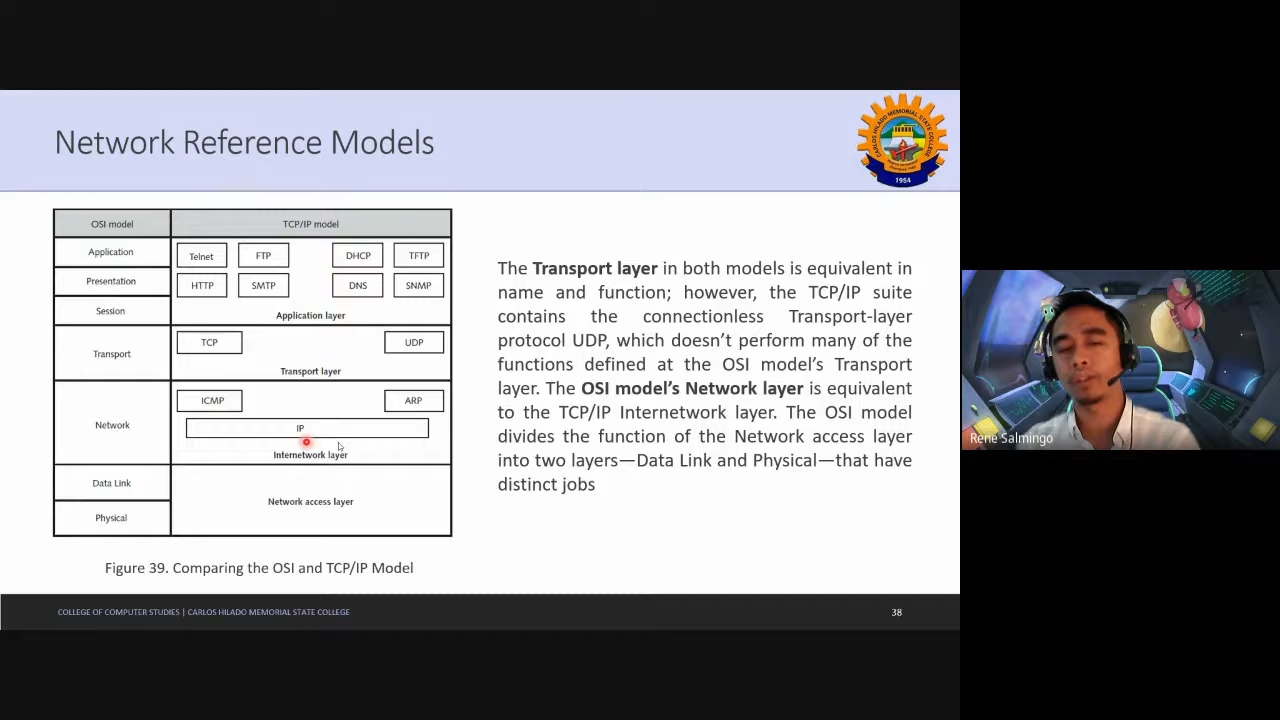 Network Reference Models
CARLOS HILADO MEMORIAL STATE COLLEGE
1954
OSI model
TCP/IP model
Application
Telnet
FTP
DHCP
TFTP
Presentation
HTTP
SMTP
DNS
SNMP
Session
Application layer
Transport
TCP
UDP
Transport layer
Network
ICMP
ARP
IP
Internetwork layer
Data Link
Network access layer
Physical
Figure 39. Comparing the OSI and TCP/IP Model
The Transport layer in both models is equivalent in
name and function; however, the TCP/IP suite
contains the connectionless Transport-layer
protocol UDP, which doesn’t perform many of the
functions defined at the OSI model’s Transport
layer. The OSI model’s Network layer is equivalent
to the TCP/IP Internetwork layer. The OSI model
divides the function of the Network access layer
into two layers—Data Link and Physical—that have
distinct jobs
COLLEGE OF COMPUTER STUDIES | CARLOS HILADO MEMORIAL STATE COLLEGE
38
Rene Salmingo